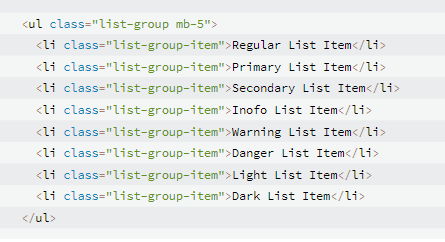 <ul class="list-group mb-5">
  <li class="list-group-item">Regular List Item</li>
  <li class="list-group-item">Primary List Item</li>
  <li class="list-group-item">Secondary List Item</li>
  <li class="list-group-item">Inofo List Item</li>
  <li class="list-group-item">Warning List Item</li>
  <li class="list-group-item">Danger List Item</li>
  <li class="list-group-item">Light List Item</li>
  <li class="list-group-item">Dark List Item</li>
</ul>